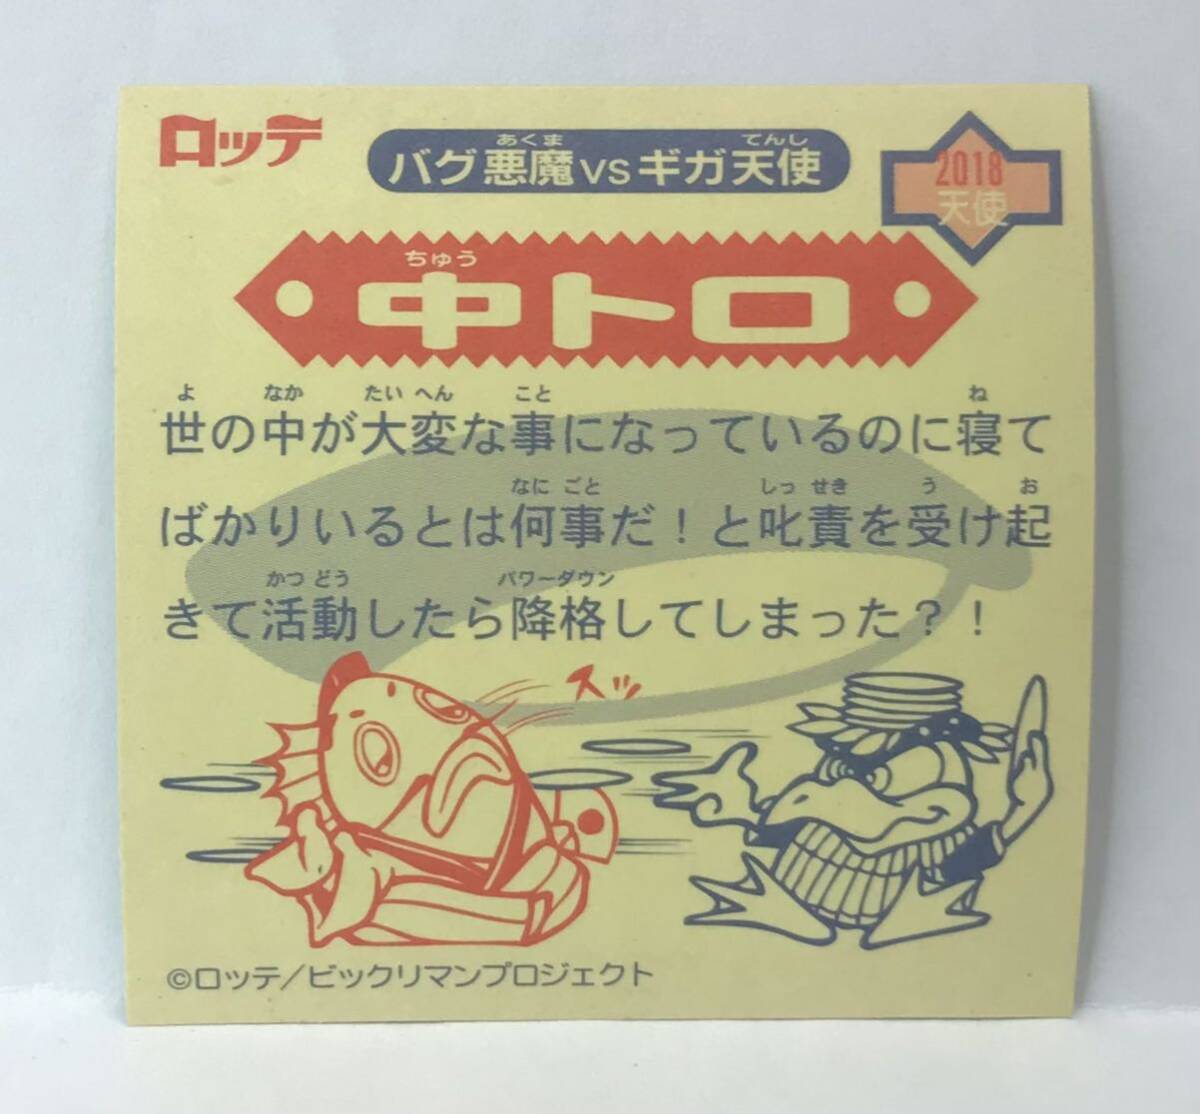 ロッテ
バグ悪魔vsギガ天使
あくま てんし
2018
天使
ちゅう
中トロ
よ なか たい へん こと ね
世の中が大変な事になっているのに寝て
なに ごと しっ せき う お
ばかりいるとは何事だ！と叱責を受け起
かつ どう パワーダウン
きて活動したら降格してしまった？！
スッ
©ロッテ/ビックリマンプロジェクト